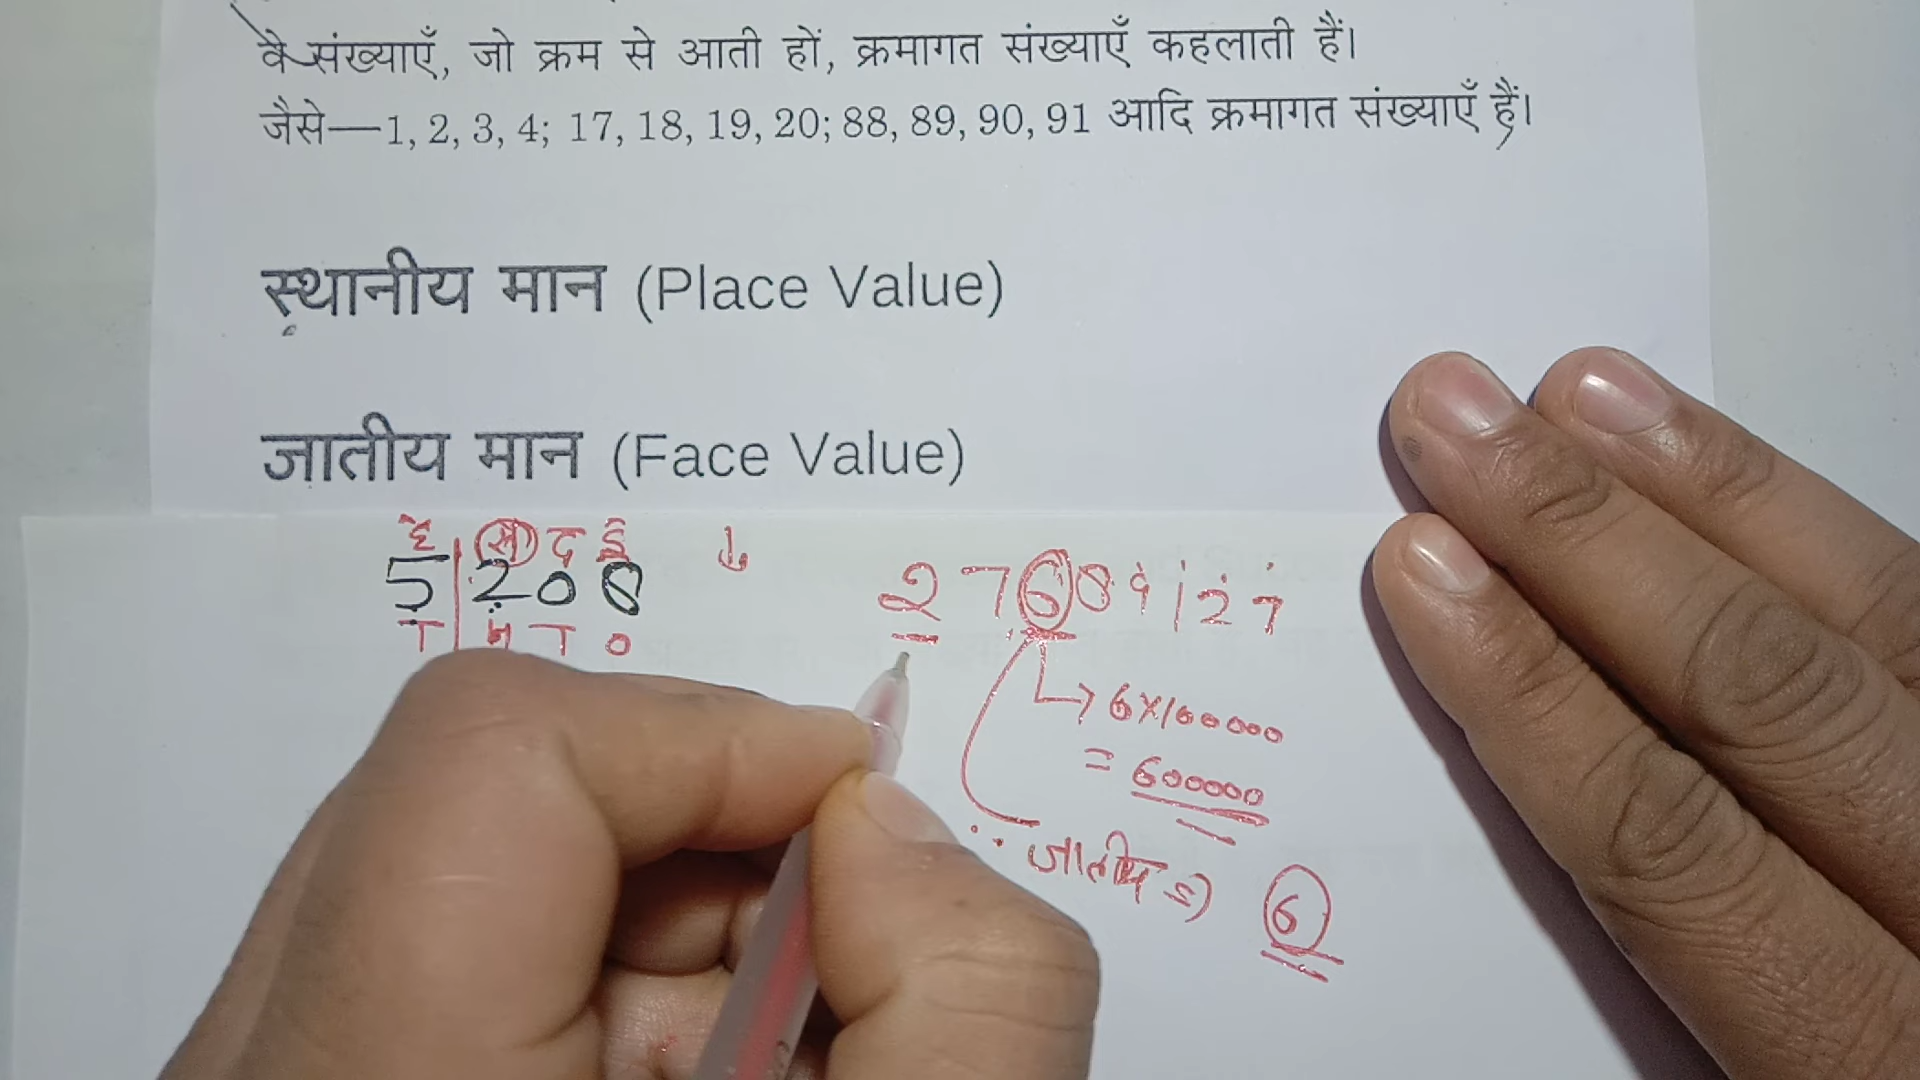 वे संख्याएँ, जो क्रम से आती हों, क्रमागत संख्याएँ कहलाती हैं।
जैसे—1, 2, 3, 4; 17, 18, 19, 20; 88, 89, 90, 91 आदि क्रमागत संख्याएँ हैं।
स्थानीय मान (Place Value)
जातीय मान (Face Value)
ह स द इ
5 2 0 6
T H T O
2 7 6 8 9 1 2 7
6×100000
= 600000
जातीय ⇒ 6